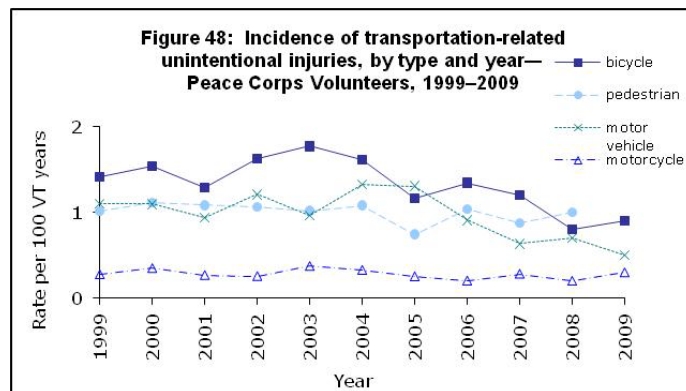 Figure 48: Incidence of transportation-related
unintentional injuries, by type and year—
Peace Corps Volunteers, 1999–2009
bicycle
pedestrian
motor
vehicle
motorcycle
Rate per 100 VT years
2
1
0
1999
2000
2001
2002
2003
2004
2005
2006
2007
2008
2009
Year